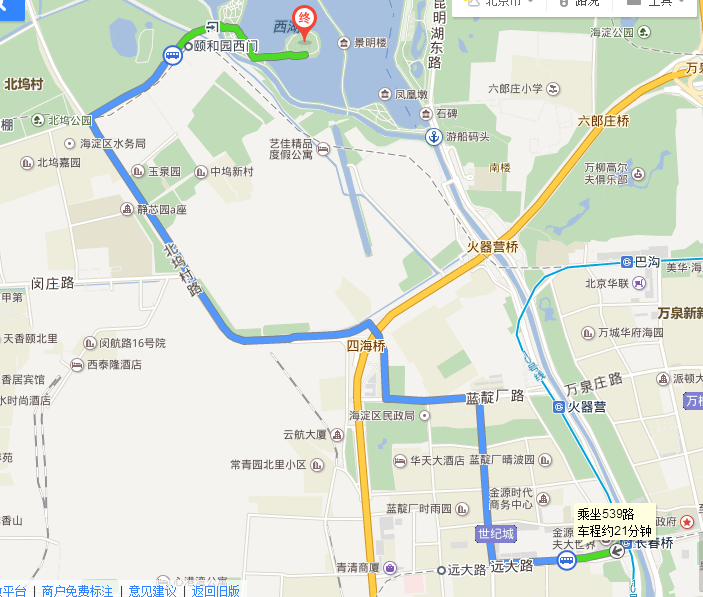 北京市
路况
工具
昆明湖东路
海淀公园
西湖
终
景明楼
颐和园西门
万泉
北坞村
凤凰墩
六郎庄小学
石碑
六郎庄桥
棚
北坞公园
游船码头
海淀区水务局
艺佳精品
度假公寓
南楼
北坞嘉园
玉泉园
中坞新村
万柳高尔
夫俱乐部
静芯园a座
北坞村路
火器营桥
巴沟
美华·海
闵庄路
北京华联
甲第
万泉新新
天香颐北里
闵航路16号院
四海桥
万城华府海园
西泰隆酒店
香居宾馆
万泉庄路
派顿大
水时尚酒店
蓝靛厂路
万柳
火器营
海淀区民政局
云航大厦
常青园北里小区
华天大酒店
蓝靛厂晴波园
金源时代
商务中心
蓝靛厂时雨园
香山
乘坐539路
车程约21分钟
世纪城
金源
夫大世界
政府
长春桥
青清商厦
远大路
远大路
平台 | 商户免费标注 | 意见建议 | 返回旧版